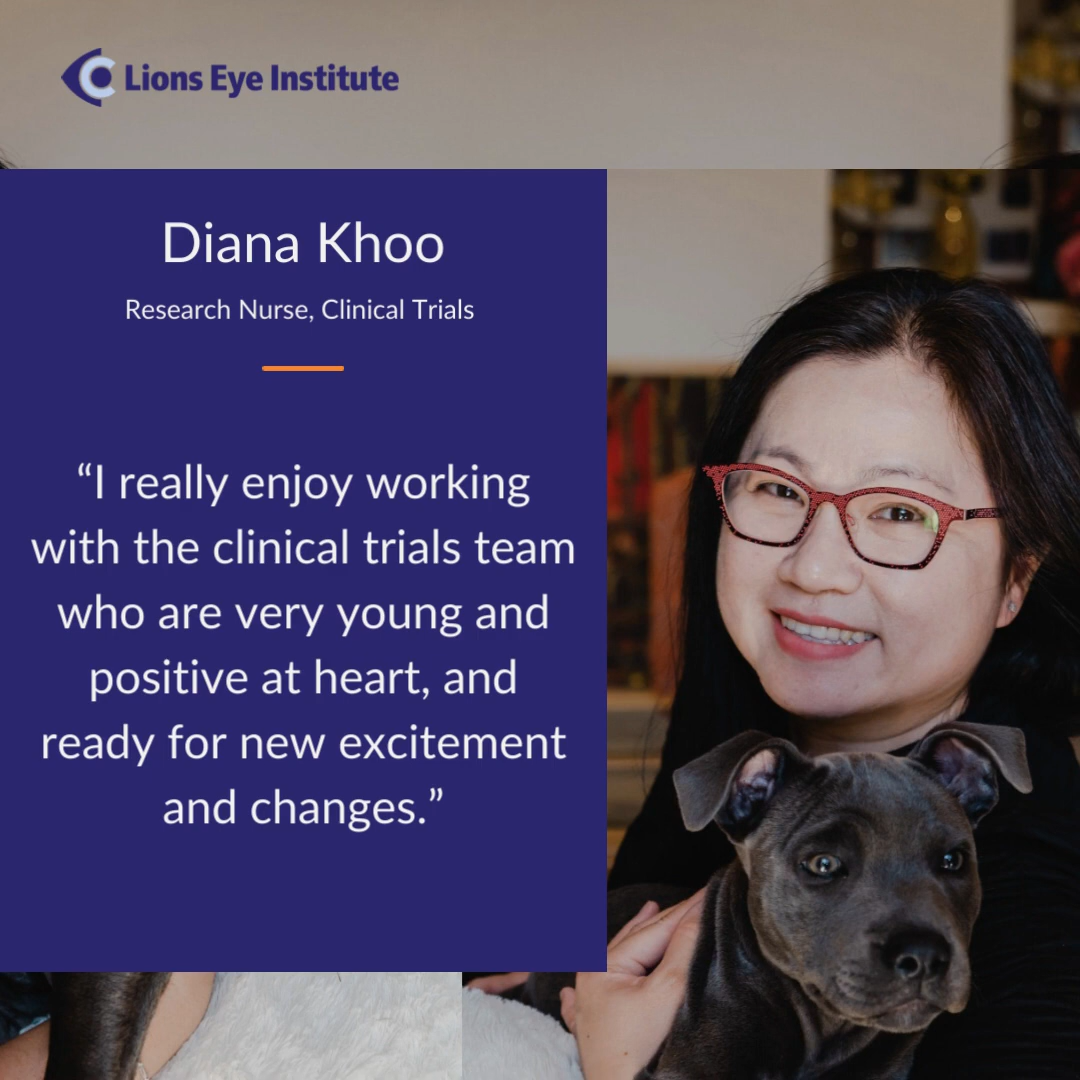 Lions Eye Institute
Diana Khoo
Research Nurse, Clinical Trials
“I really enjoy working
with the clinical trials team
who are very young and
positive at heart, and
ready for new excitement
and changes.”